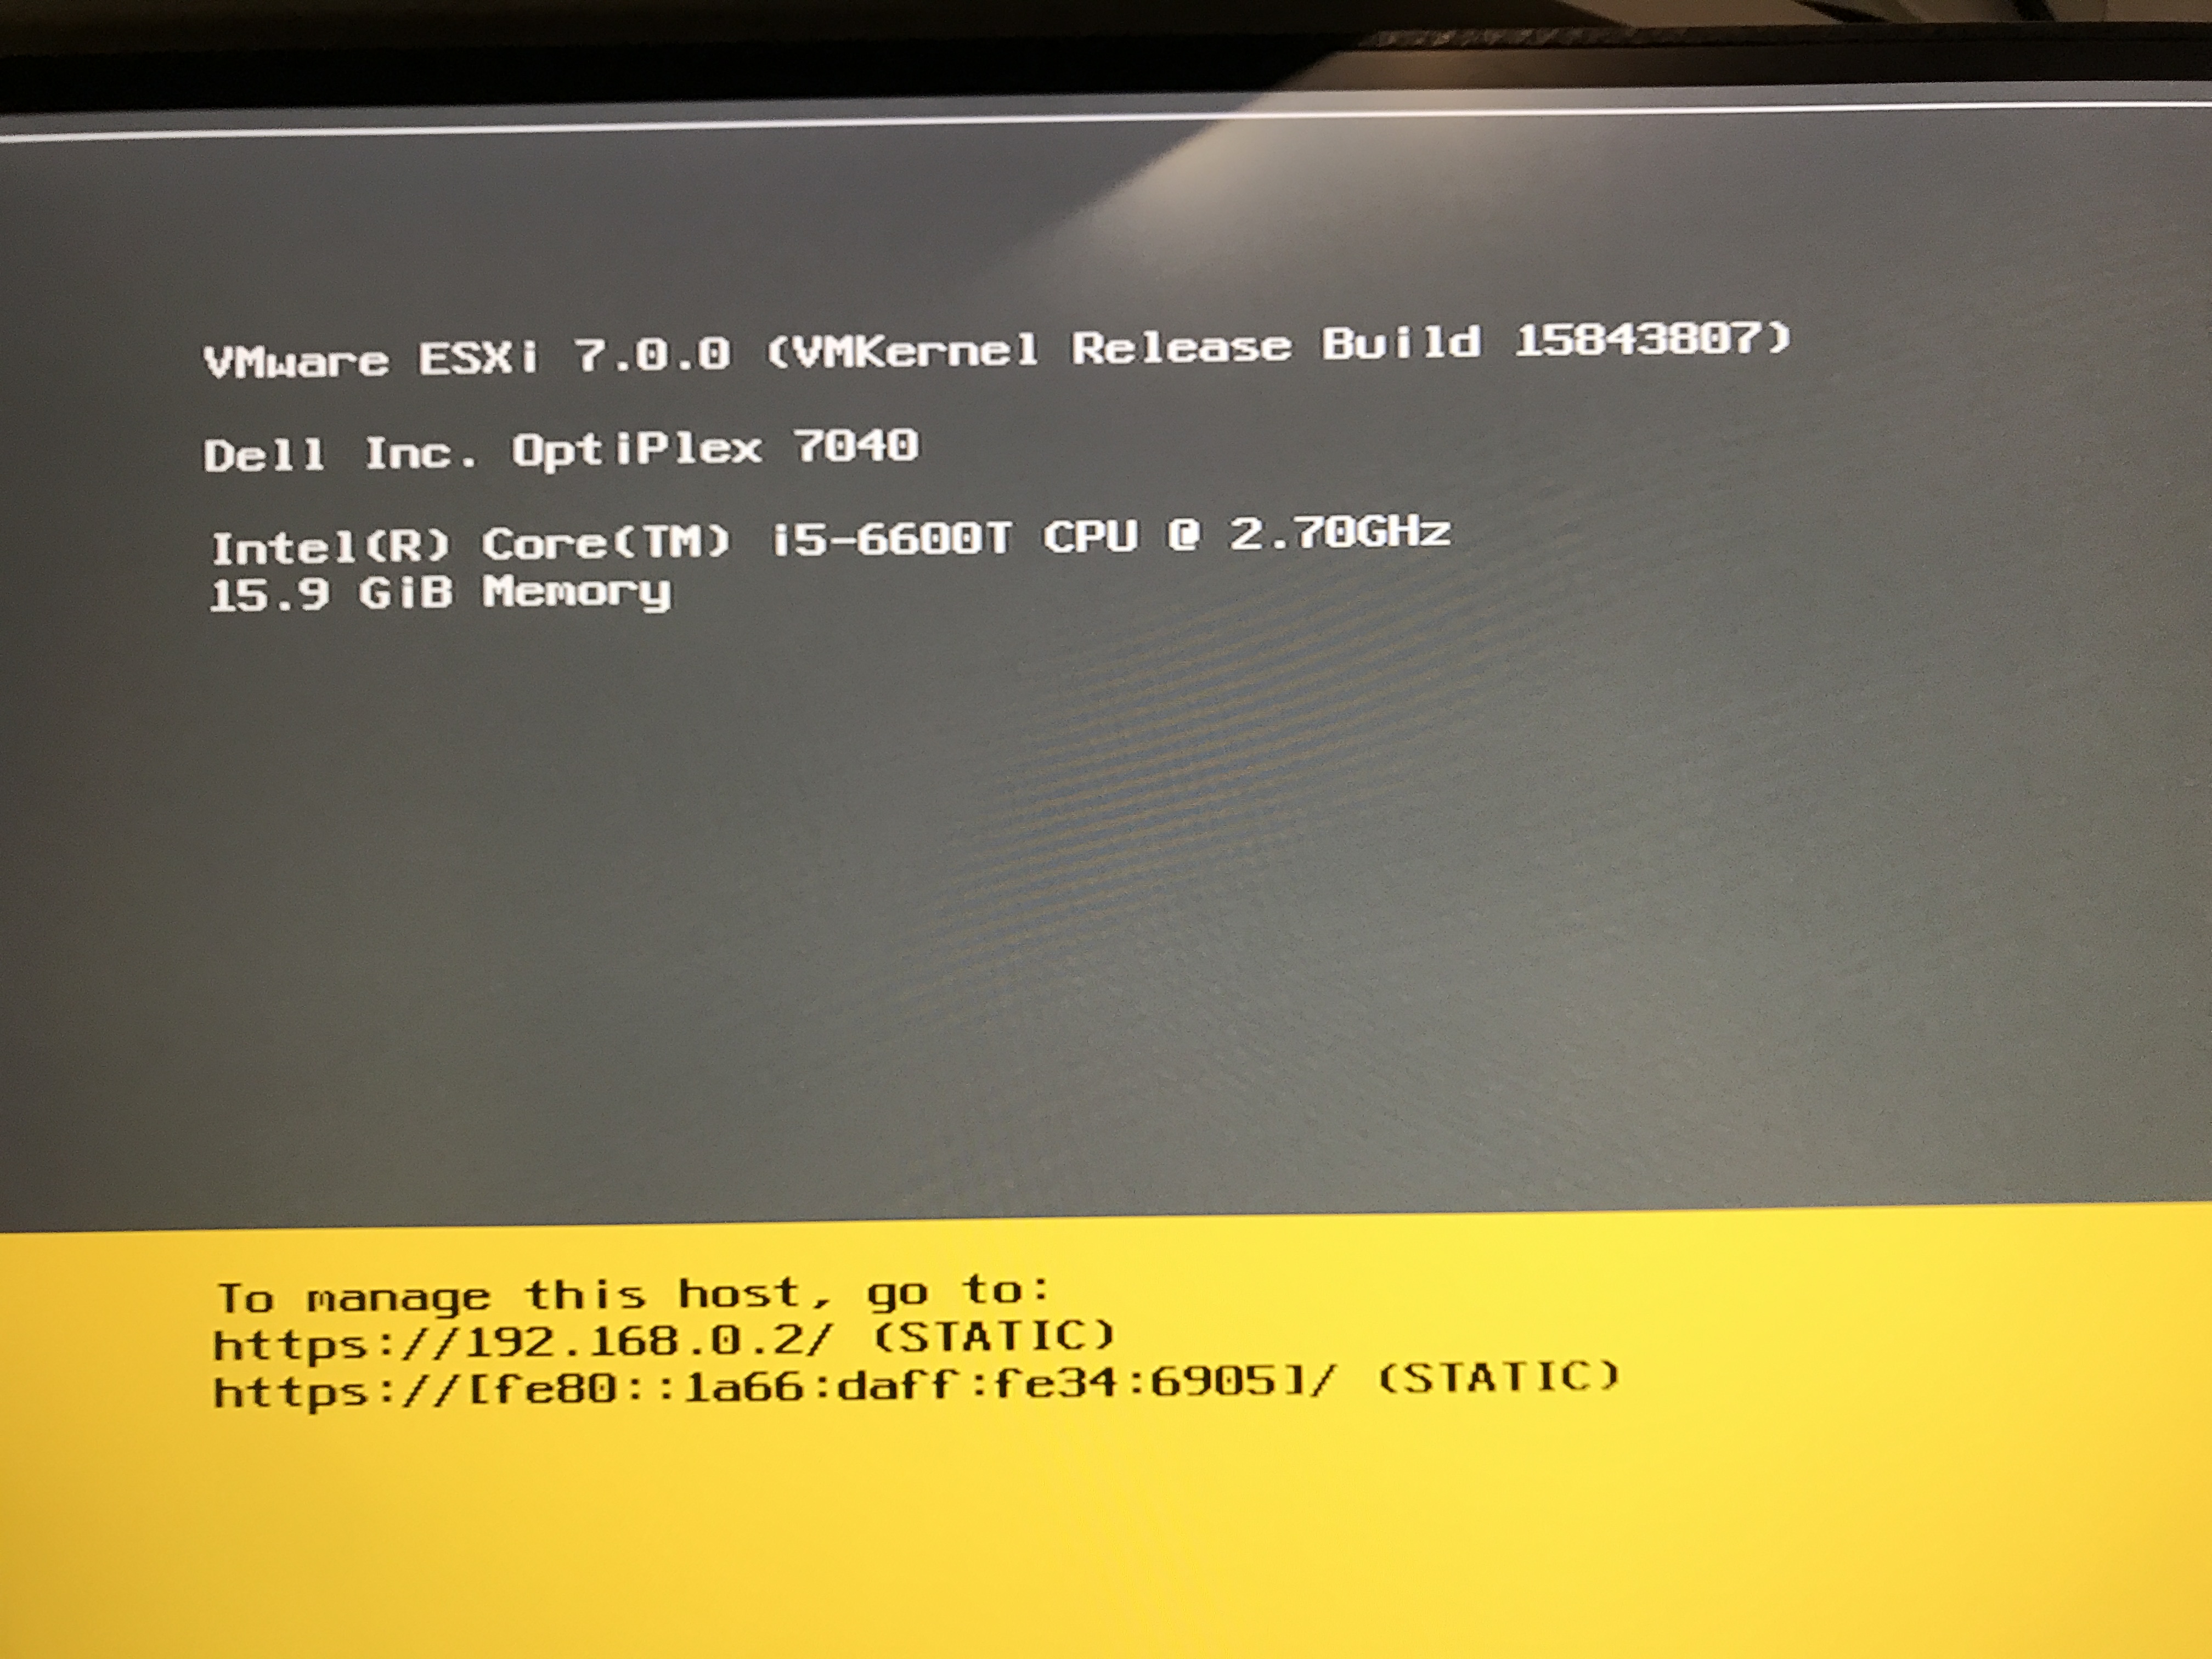 VMware ESXi 7.0.0 (VMKernel Release Build 15843807)
Dell Inc. OptiPlex 7040
Intel(R) Core(TM) i5-6600T CPU @ 2.70GHz
15.9 GiB Memory
To manage this host, go to:
https://192.168.0.2/ (STATIC)
https://[fe80::1a66:daff:fe34:6905]/ (STATIC)